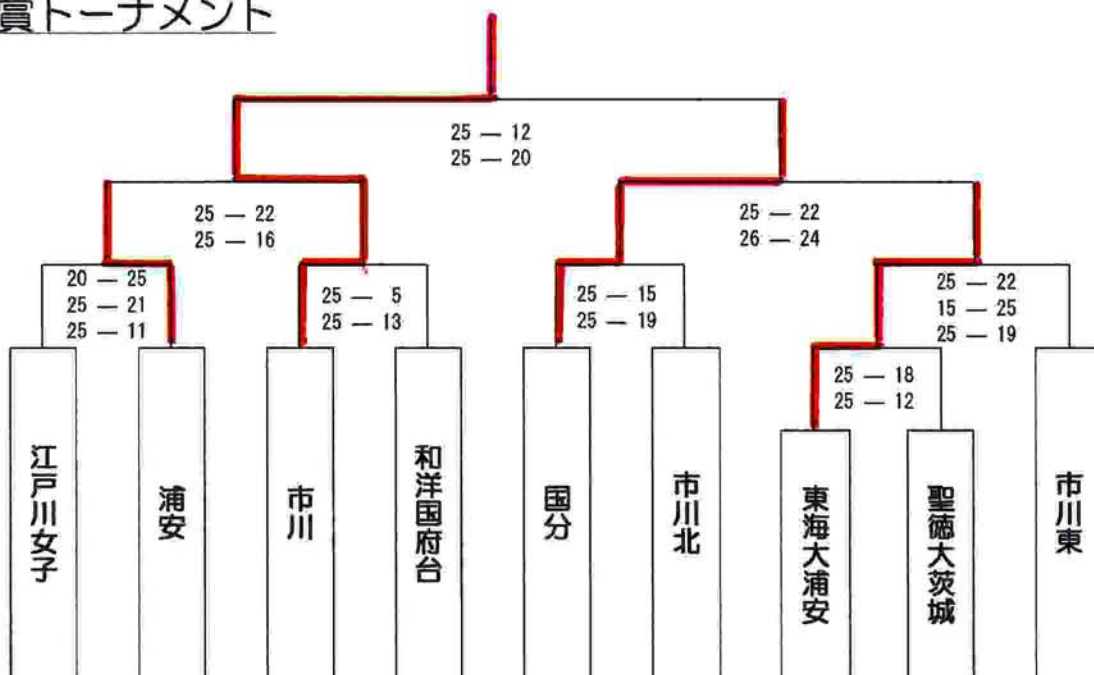 賞トーナメント
25 — 12
25 — 20
25 — 22
25 — 16
25 — 22
26 — 24
20 — 25
25 — 21
25 — 11
25 — 5
25 — 13
25 — 15
25 — 19
25 — 22
15 — 25
25 — 19
25 — 18
25 — 12
江戸川女子
浦安
市川
和洋国府台
国分
市川北
東海大浦安
聖徳大茨城
市川東